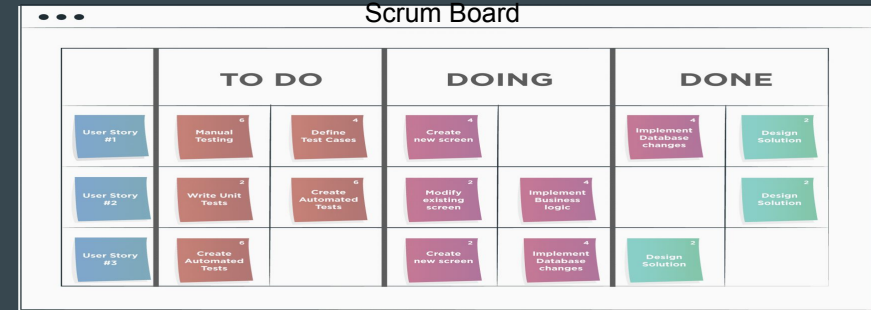 Scrum Board
TO DO
DOING
DONE
User Story
#1
6
Manual
Testing
4
Define
Test Cases
4
Create
new screen
4
Implement
Database
changes
2
Design
Solution
User Story
#2
2
Write Unit
Tests
6
Create
Automated
Tests
2
Modify
existing
screen
4
Implement
Business
logic
2
Design
Solution
User Story
#3
6
Create
Automated
Tests
2
Create
new screen
4
Implement
Database
changes
2
Design
Solution